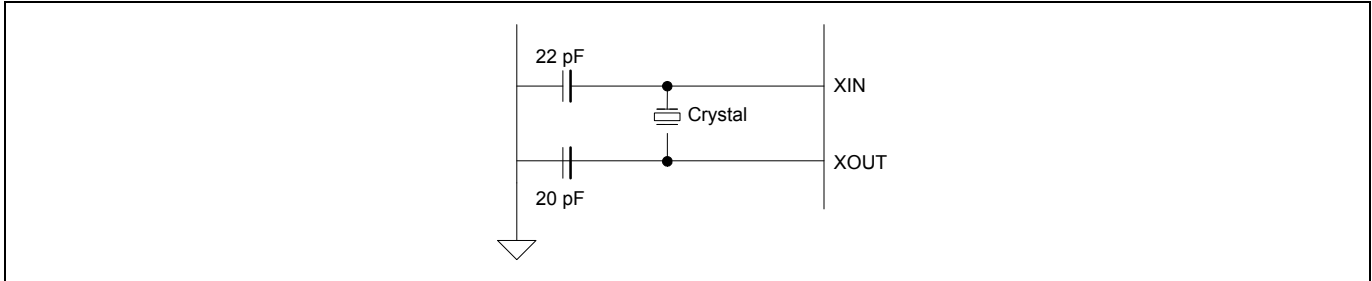 22 pF
XIN
Crystal
XOUT
20 pF